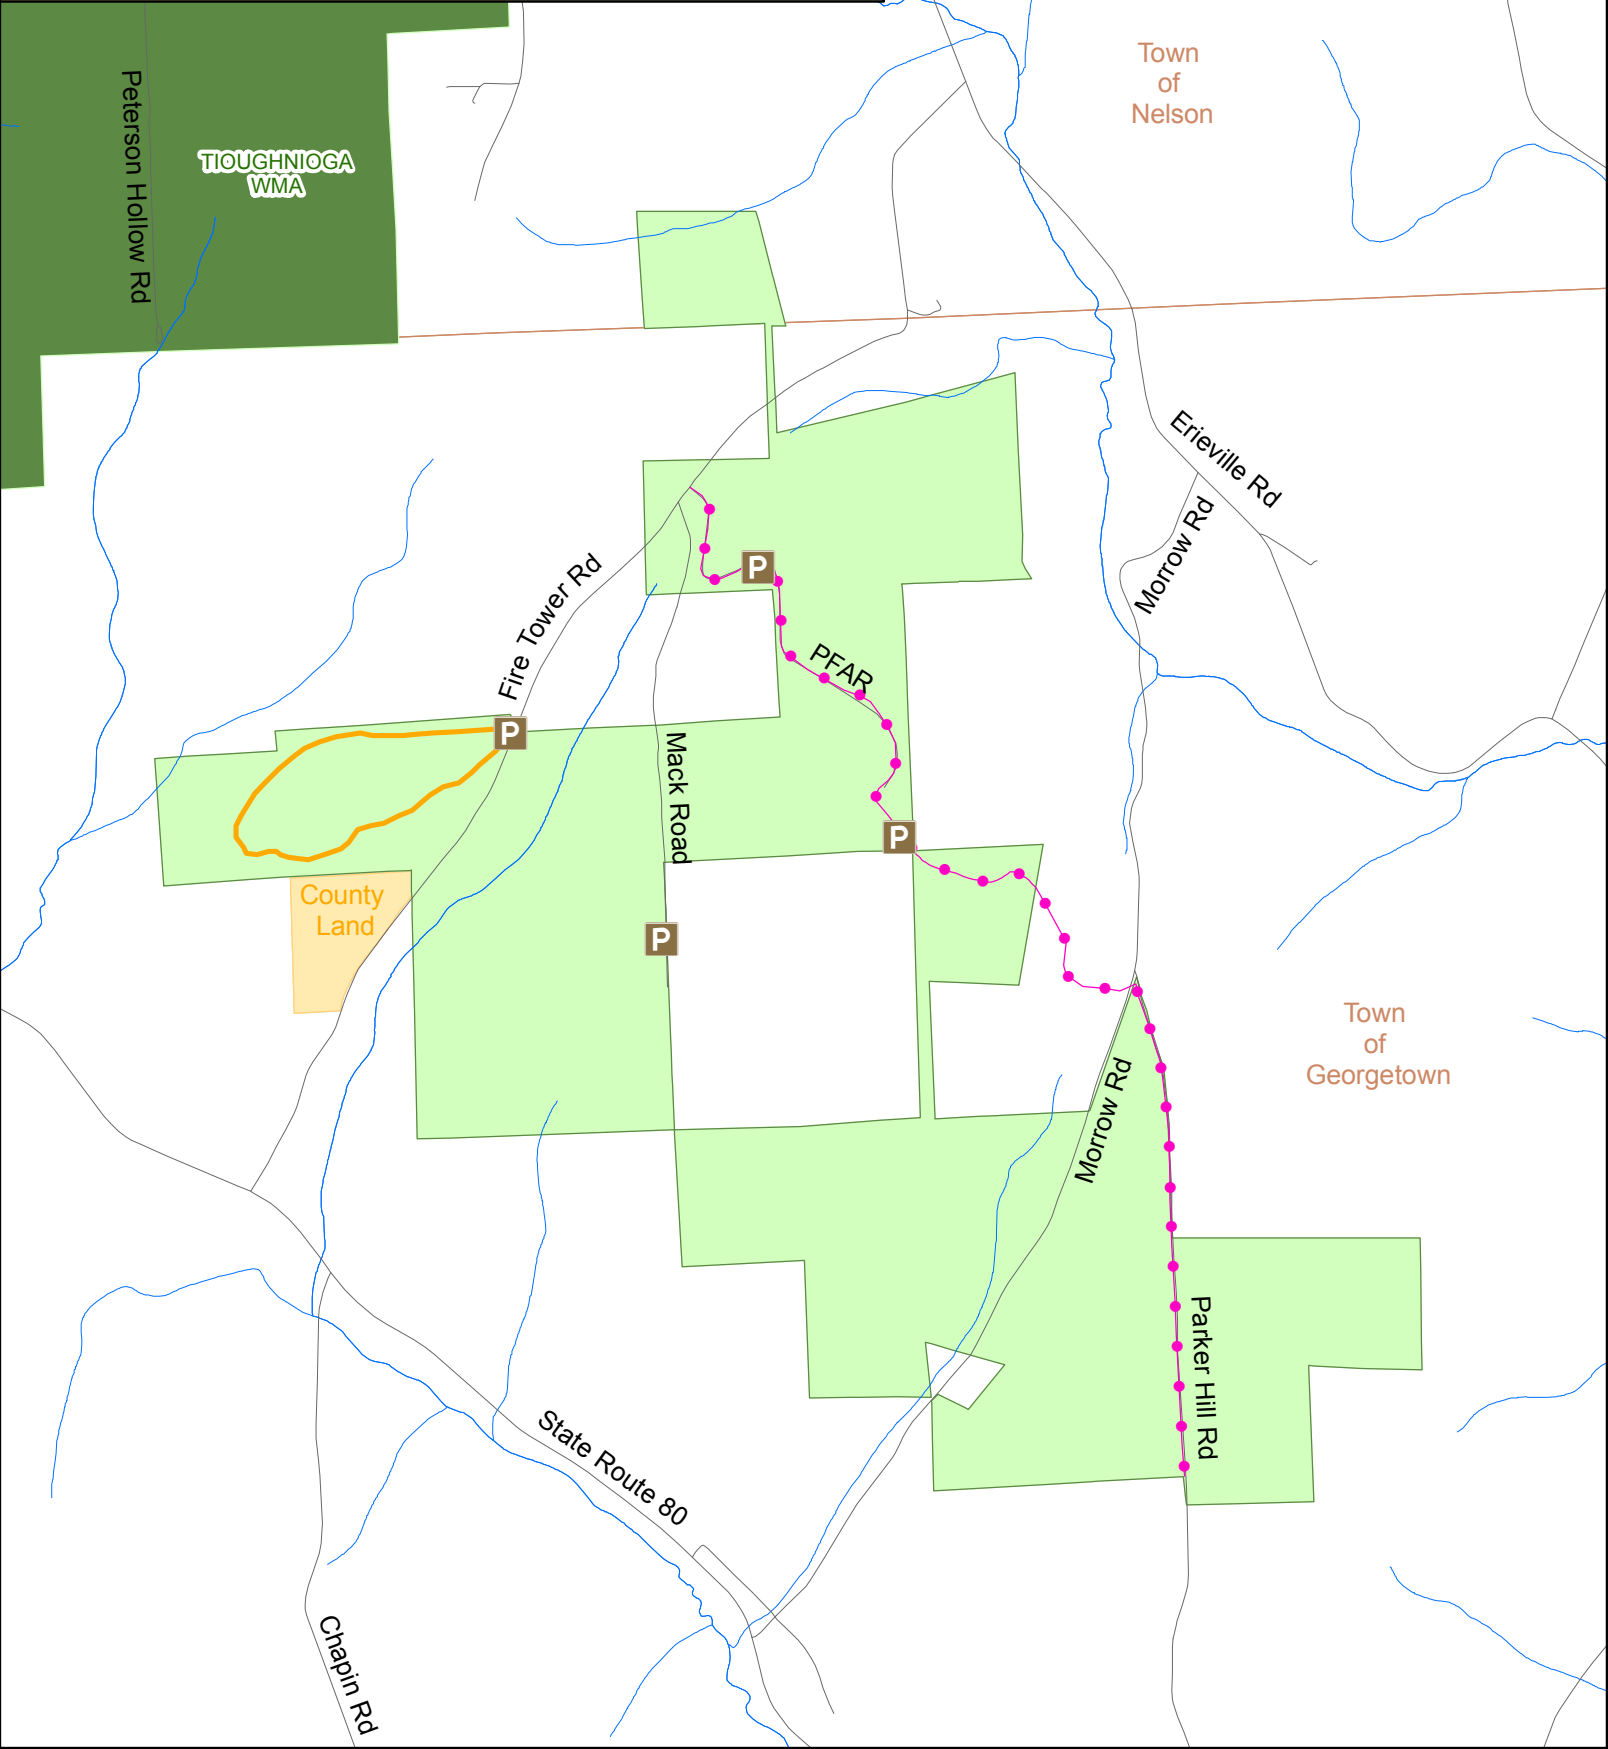 Town
of
Nelson
Peterson Hollow Rd
TIOUGHNIOGA
WMA
Erieville Rd
Morrow Rd
P
Fire Tower Rd
PFAR
P
Mack Road
P
County
Land
P
Town
of
Georgetown
Morrow Rd
Parker Hill Rd
State Route 80
Chapin Rd